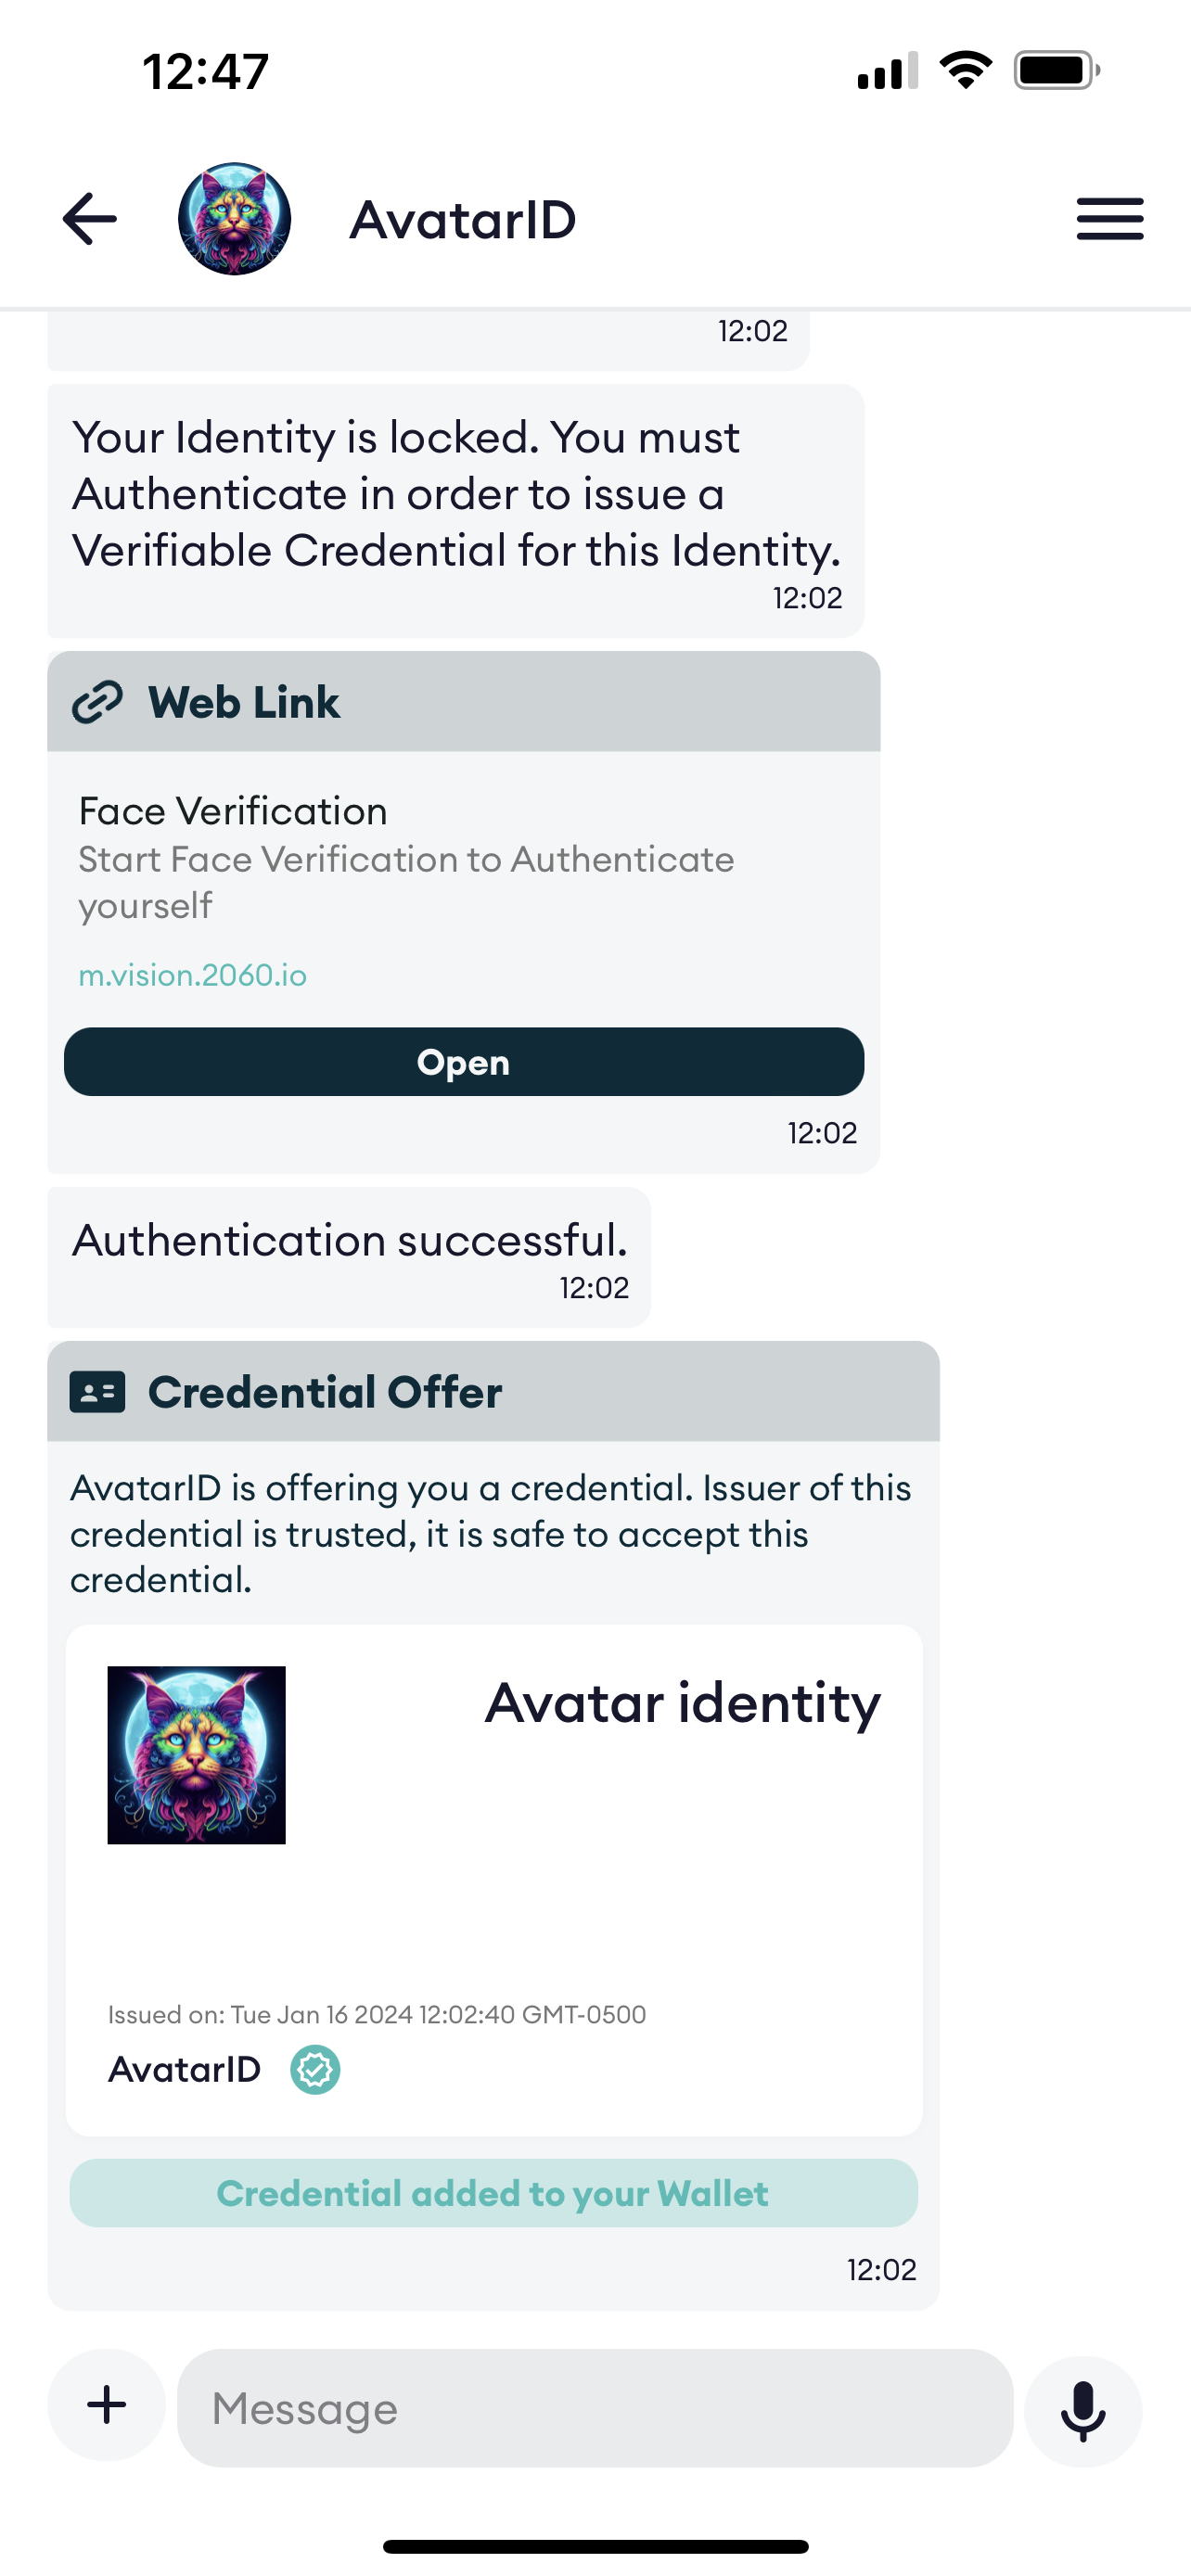 12:47
AvatarID
12:02
Your Identity is locked. You must
Authenticate in order to issue a
Verifiable Credential for this Identity.
12:02
Web Link
Face Verification
Start Face Verification to Authenticate
yourself
m.vision.2060.io
Open
12:02
Authentication successful.
12:02
Credential Offer
AvatarID is offering you a credential. Issuer of this
credential is trusted, it is safe to accept this
credential.
Avatar identity
Issued on: Tue Jan 16 2024 12:02:40 GMT-0500
AvatarID
Credential added to your Wallet
12:02
Message